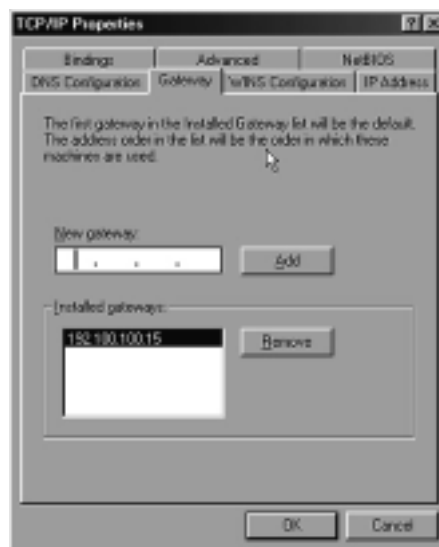 TCP/IP Properties
Bindings Advanced NetBIOS
DNS Configuration Gateway WINS Configuration IP Address
The first gateway in the Installed Gateway list will be the default.
The address order in the list will be the order in which these
machines are used.
New gateway:
. . .
Add
Installed gateways:
192.100.100.15
Remove
OK Cancel